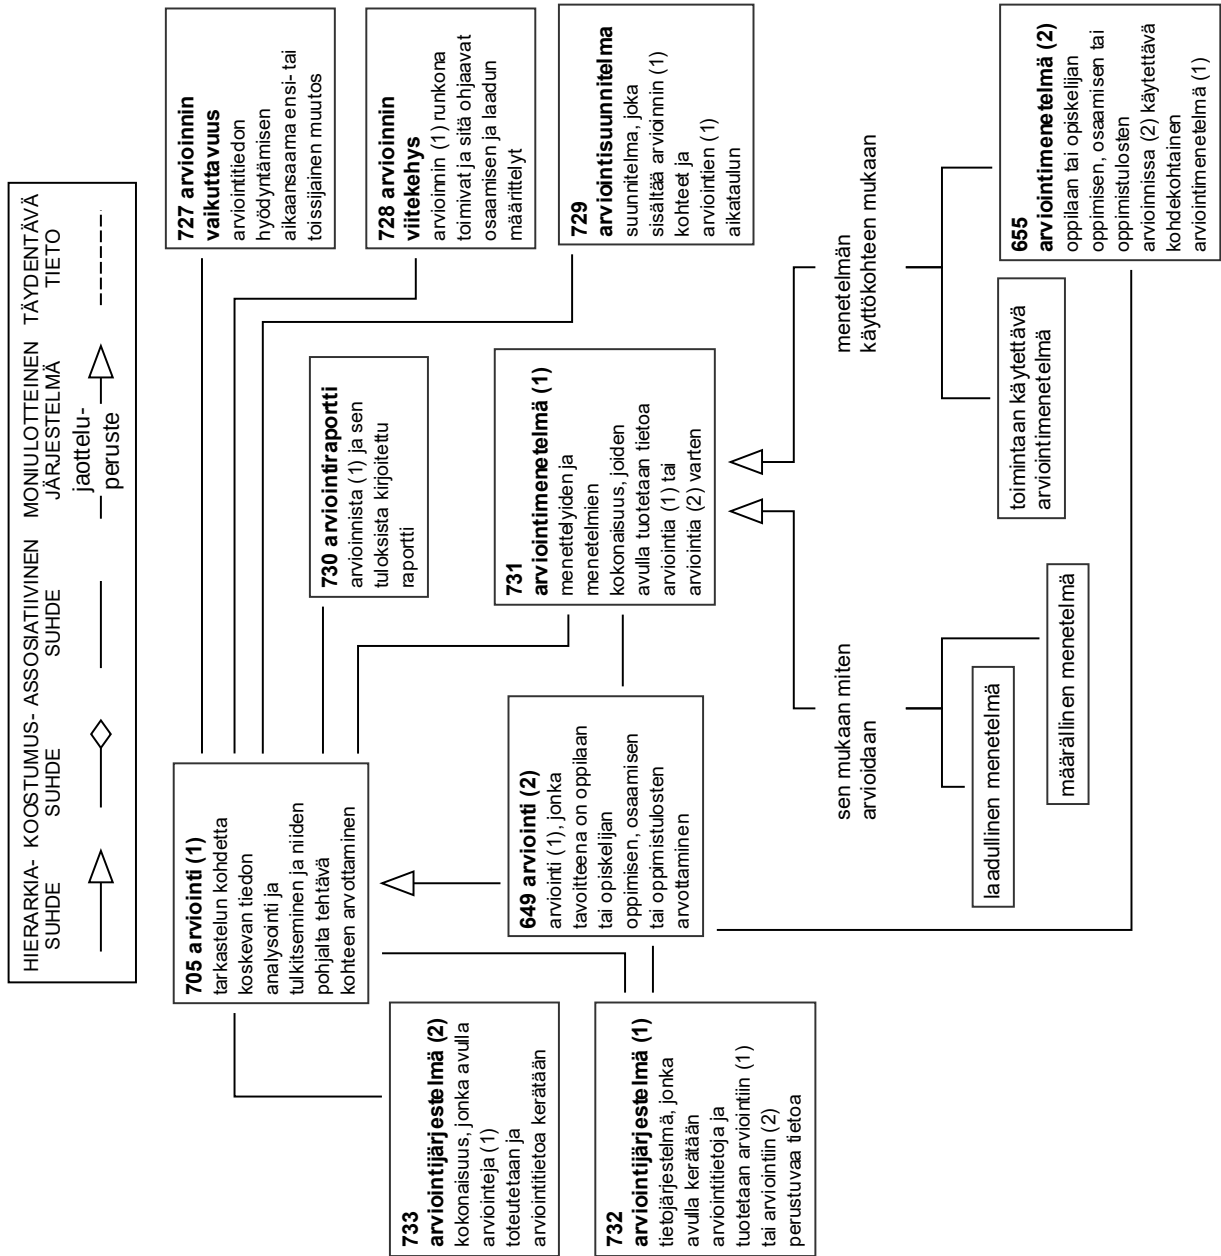 HIERARKIA-
SUHDE
KOOSTUMUS-
SUHDE
ASSOSIATIIVINEN
SUHDE
MONIULOTTEINEN
JÄRJESTELMÄ
jaottelu-
peruste
TÄYDENTÄVÄ
TIETO
727 arvioinnin
vaikuttavuus
arviointitiedon
hyödyntämisen
aikaansaama ensi- tai
toissijainen muutos
728 arvioinnin
viitekehys
arvioinnin (1) runkona
toimivat ja sitä ohjaavat
osaamisen ja laadun
määrittelyt
729
arviointisuunnitelma
suunnitelma, joka
sisältää arvioinnin (1)
kohteet ja
arviointien (1)
aikataulun
730 arviointiraportti
arvioinnista (1) ja sen
tuloksista kirjoitettu
raportti
705 arviointi (1)
tarkastelun kohdetta
koskevan tiedon
analysointi ja
tulkitseminen ja niiden
pohjalta tehtävä
kohteen arvottaminen
731
arviointimenetelmä (1)
menettelyiden ja
menetelmien
kokonaisuus, joiden
avulla tuotetaan tietoa
arviointia (1) tai
arviointia (2) varten
733
arviointijärjestelmä (2)
kokonaisuus, jonka avulla
arviointeja (1)
toteutetaan ja
arviointitietoa kerätään
649 arviointi (2)
arviointi (1), jonka
tavoitteena on oppilaan
tai opiskelijan
oppimisen, osaamisen
tai oppimistulosten
arvottaminen
732
arviointijärjestelmä (1)
tietojärjestelmä, jonka
avulla kerätään
arviointitietoja ja
tuotetaan arviointiin (1)
tai arviointiin (2)
perustuvaa tietoa
sen mukaan miten
arvioidaan
laadullinen menetelmä
määrällinen menetelmä
menetelmän
käyttökohteen mukaan
toimintaan käytettävä
arviointimenetelmä
655
arviointimenetelmä (2)
oppilaan tai opiskelijan
oppimisen, osaamisen tai
oppimistulosten
arvioinnissa (2) käytettävä
kohdekohtainen
arviointimenetelmä (1)